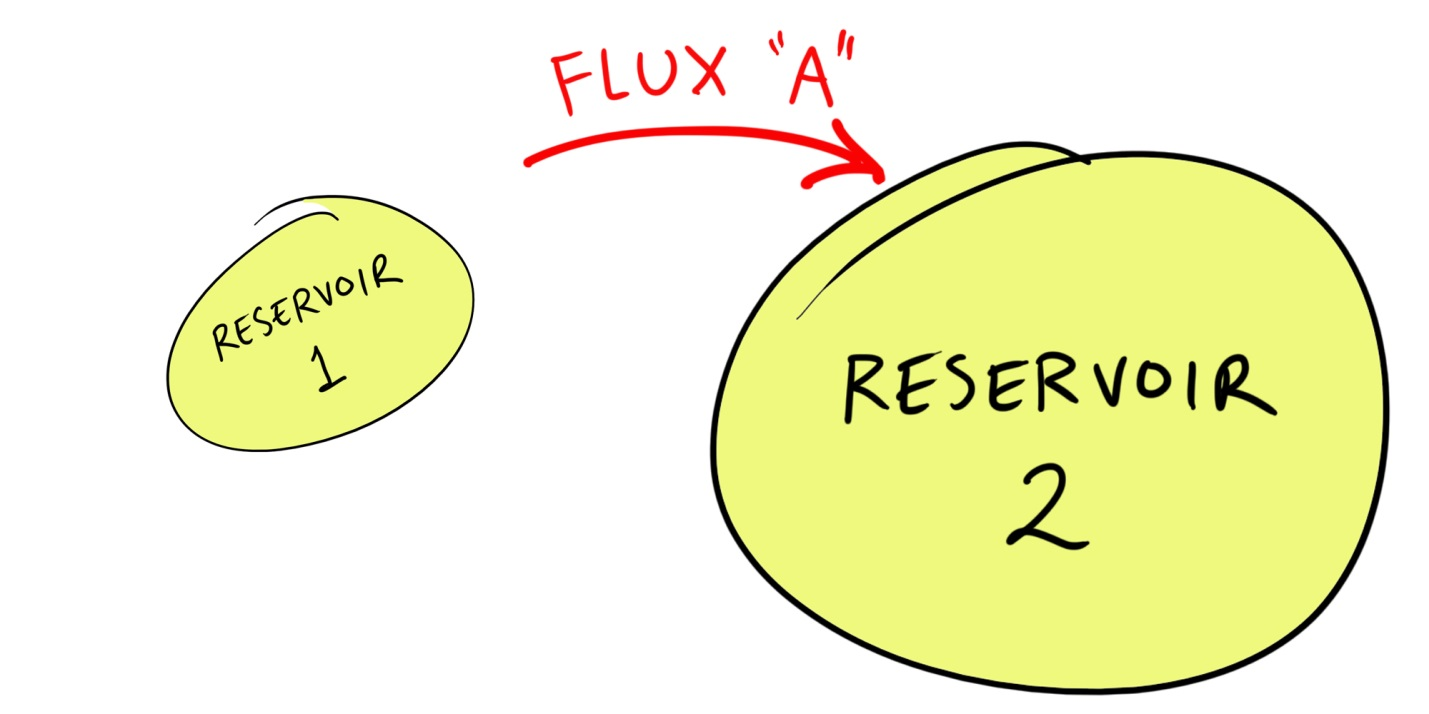 FLUX "A"
RESERVOIR
1
RESERVOIR
2